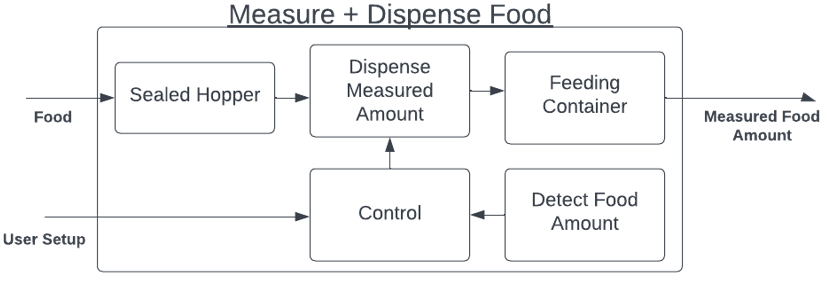 Measure + Dispense Food
Sealed Hopper
Dispense
Measured
Amount
Feeding
Container
Food
Measured Food
Amount
Control
Detect Food
Amount
User Setup